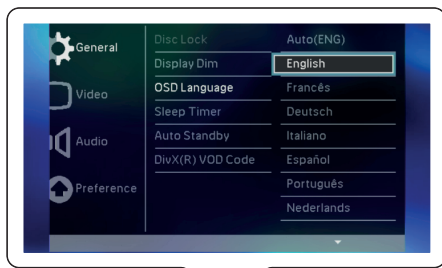 General
Video
Audio
Preference
Disc Lock
Display Dim
OSD Language
Sleep Timer
Auto Standby
DivX(R) VOD Code
Auto(ENG)
English
Francês
Deutsch
Italiano
Español
Português
Nederlands